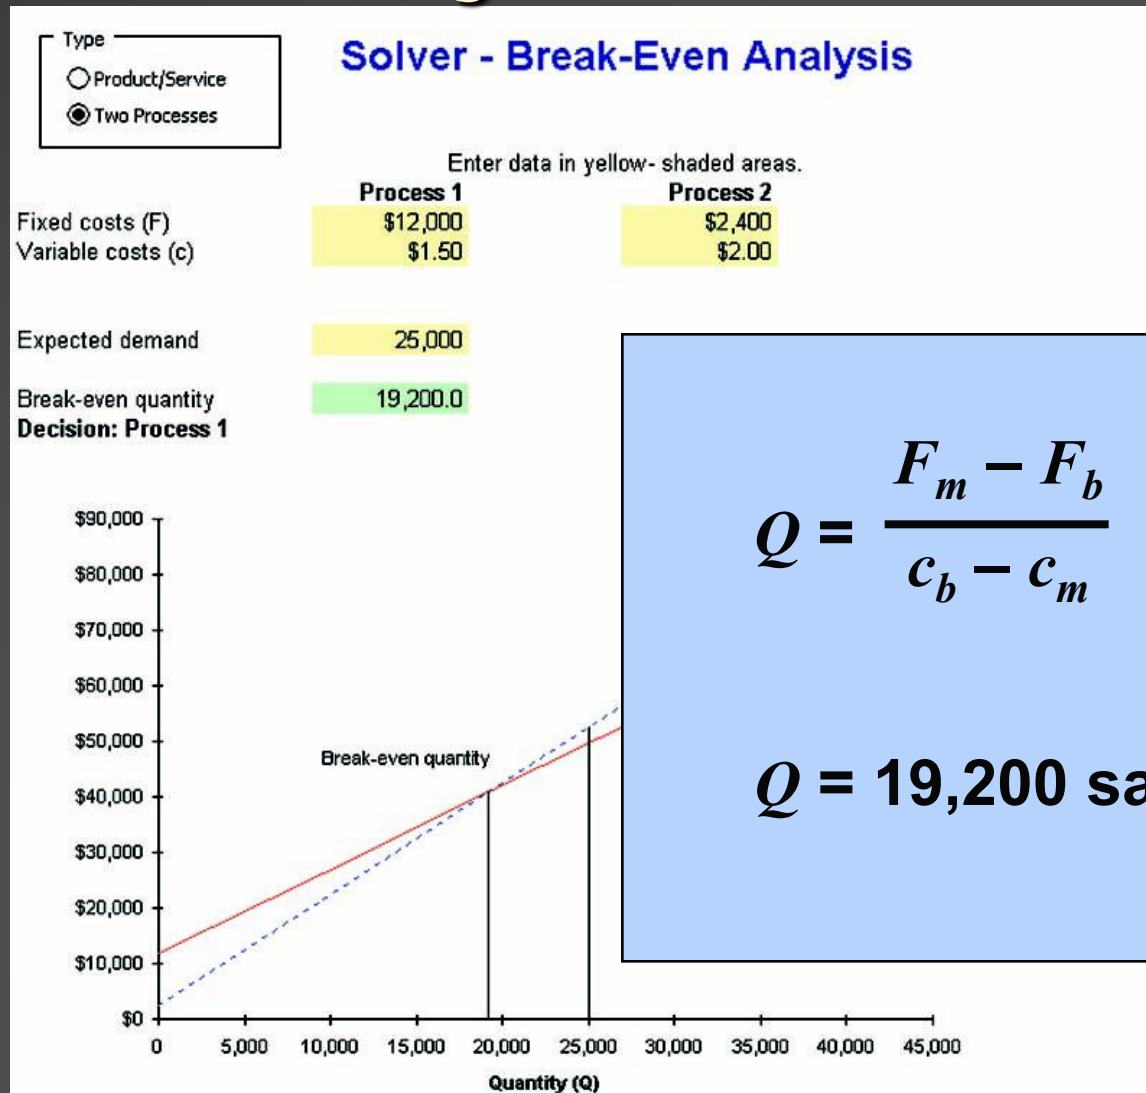 Type
Product/Service
Two Processes
Solver - Break-Even Analysis
Enter data in yellow- shaded areas.
Process 1 Process 2
Fixed costs (F) $12,000 $2,400
Variable costs (c) $1.50 $2.00
Expected demand 25,000
Break-even quantity 19,200.0
Decision: Process 1
$90,000
$80,000
$70,000
$60,000
$50,000
$40,000
$30,000
$20,000
$10,000
$0
Break-even quantity
0 5,000 10,000 15,000 20,000 25,000 30,000 35,000 40,000 45,000
Quantity (Q)
Q = 
Fm – Fb
cb – cm
Q = 19,200